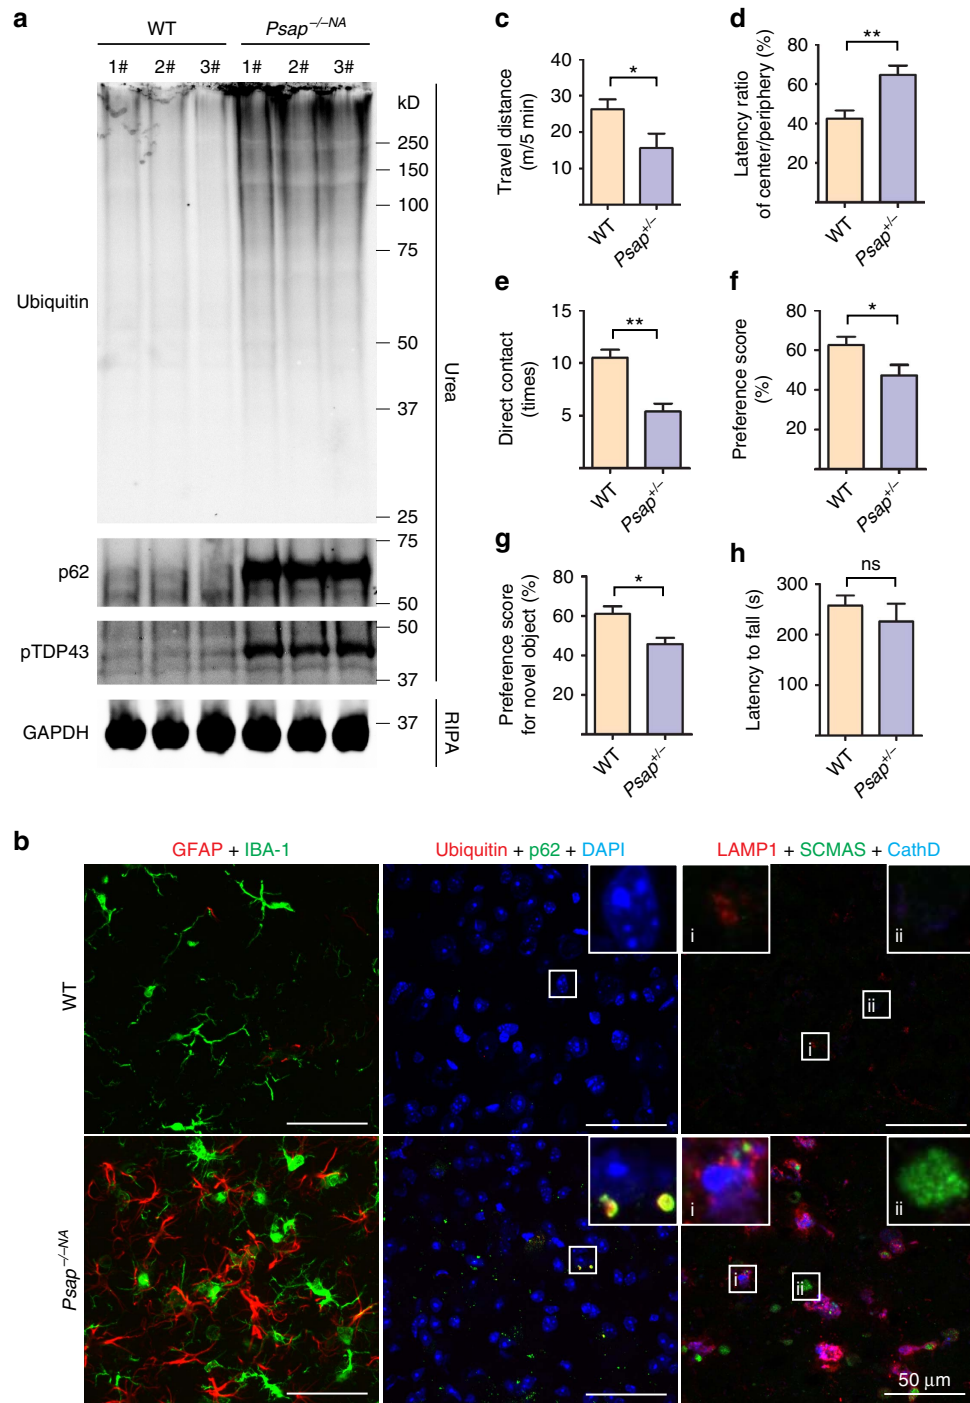 a
WT
Psap−/−NA
1# 2# 3# 1# 2# 3#
kD
250
150
100
75
Ubiquitin
50
37
25
Urea
75
p62
50
50
pTDP43
37
37
GAPDH
RIPA
c
Travel distance
(m/5 min)
40
30
20
10
*
WT
Psap+/−
d
Latency ratio
of center/periphery (%)
80
60
40
20
**
WT
Psap+/−
e
Direct contact
(times)
15
10
5
**
WT
Psap+/−
f
Preference score
(%)
80
60
40
20
*
WT
Psap+/−
g
Preference score
for novel object (%)
80
60
40
20
*
WT
Psap+/−
h
Latency to fall (s)
300
200
100
ns
WT
Psap+/−
b
GFAP + IBA-1
Ubiquitin + p62 + DAPI
LAMP1 + SCMAS + CathD
WT
i
ii
ii
i
Psap−/−NA
i
ii
i
ii
50 µm